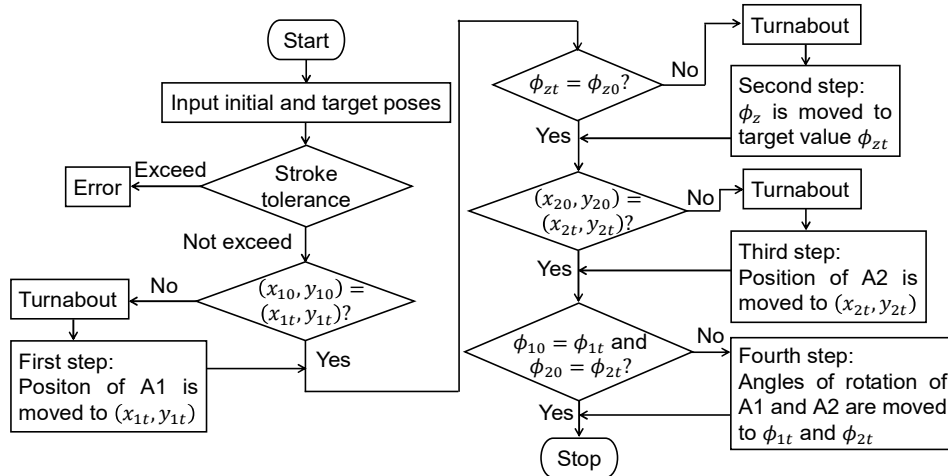 Start
Input initial and target poses
Stroke
tolerance
Exceed
Error
Not exceed
(x₁₀, y₁₀) =
(x₁ₜ, y₁ₜ)?
No
Turnabout
First step:
Positon of A1 is
moved to (x₁ₜ, y₁ₜ)
Yes
ϕ_zt = ϕ_z0?
No
Turnabout
Second step:
ϕ_z is moved to
target value ϕ_zt
Yes
(x₂₀, y₂₀) =
(x₂ₜ, y₂ₜ)?
No
Turnabout
Third step:
Position of A2 is
moved to (x₂ₜ, y₂ₜ)
Yes
ϕ₁₀ = ϕ₁ₜ and
ϕ₂₀ = ϕ₂ₜ?
No
Fourth step:
Angles of rotation of
A1 and A2 are moved
to ϕ₁ₜ and ϕ₂ₜ
Yes
Stop